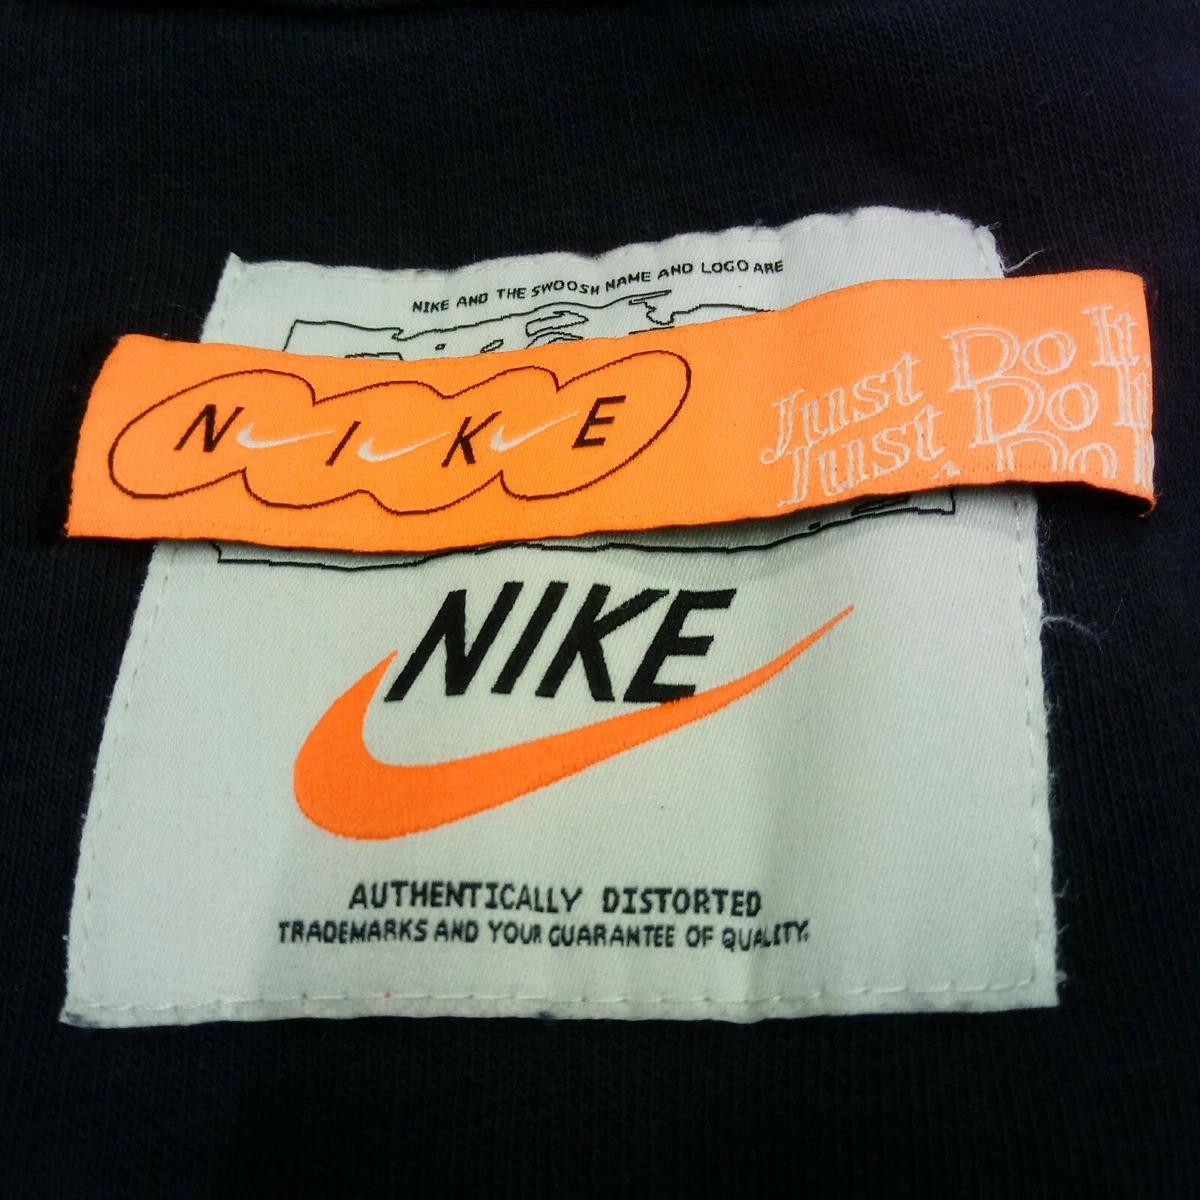 NIKE AND THE SWOOSH NAME AND LOGO ARE
NIKE
Just Do It.
Just Do It
Do
NIKE
AUTHENTICALLY DISTORTED
TRADEMARKS AND YOUR GUARANTEE OF QUALITY.